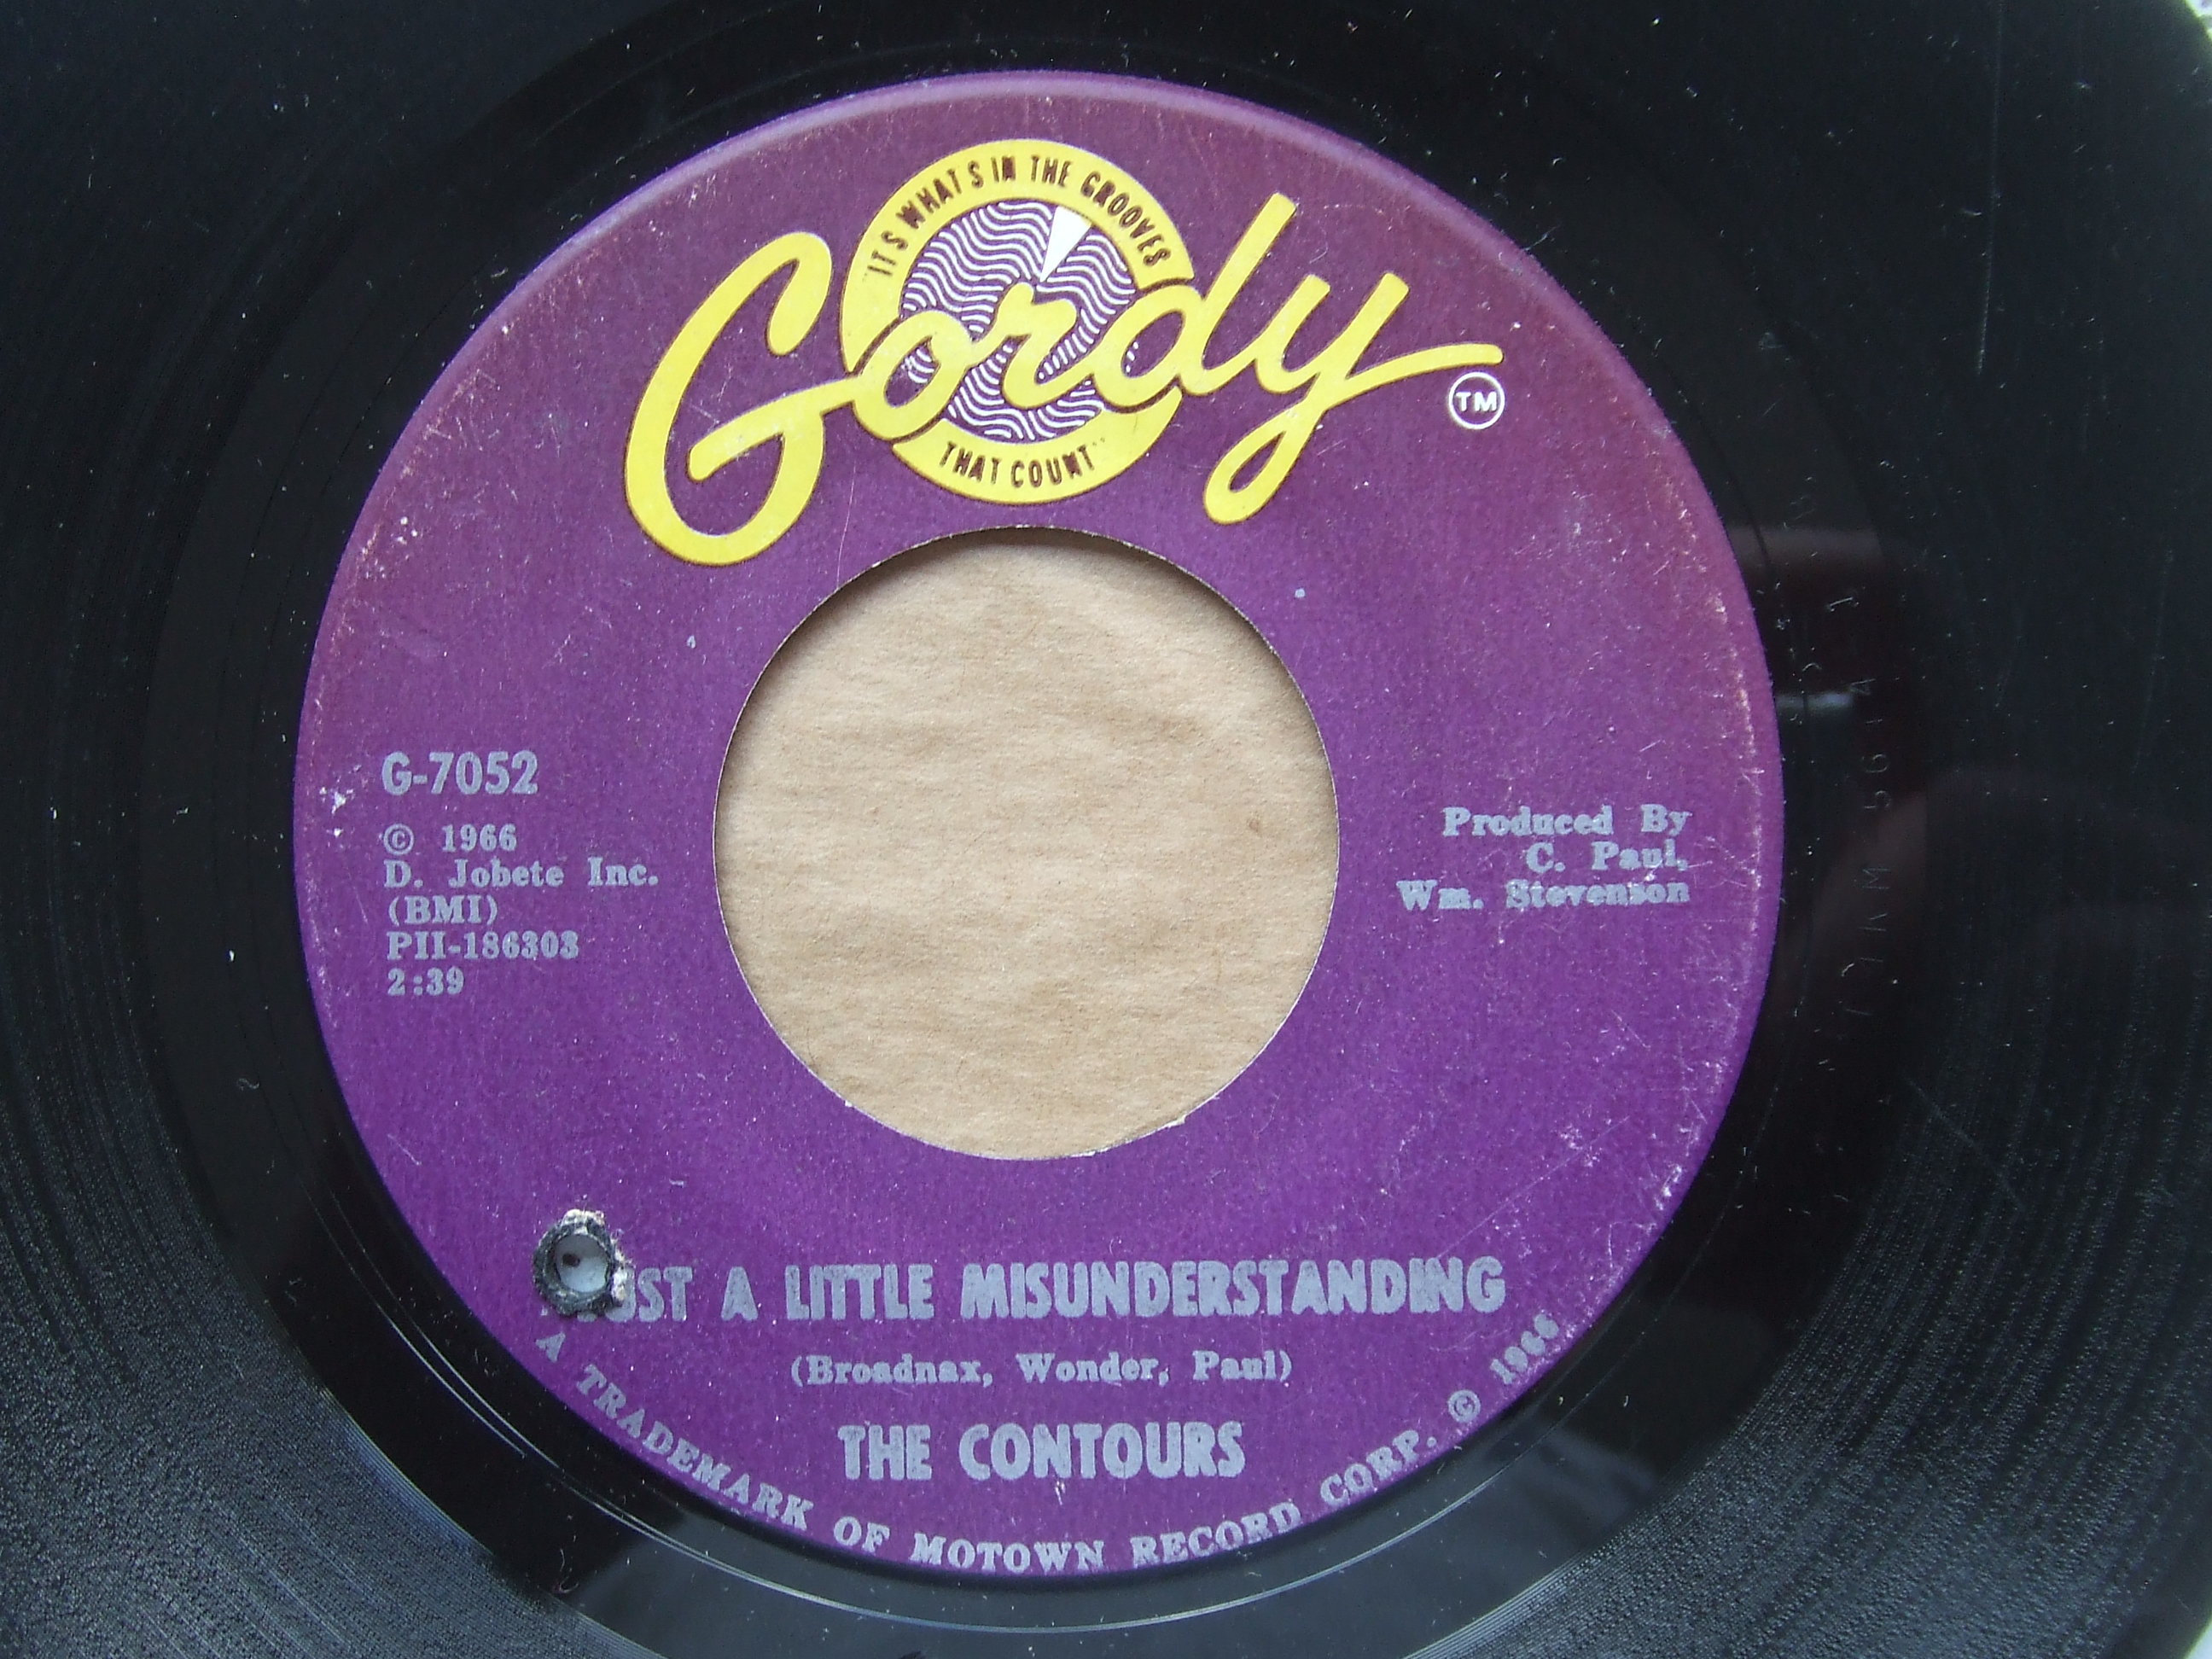 "IT'S WHAT'S IN THE GROOVES
THAT COUNT"
Gordy
TM
G-7052
© 1966
D. Jobete Inc.
(BMI)
PII-186303
2:39
Produced By
C. Paul,
Wm. Stevenson
UST A LITTLE MISUNDERSTANDING
(Broadnax, Wonder, Paul)
THE CONTOURS
A TRADEMARK OF MOTOWN RECORD CORP. © 1966